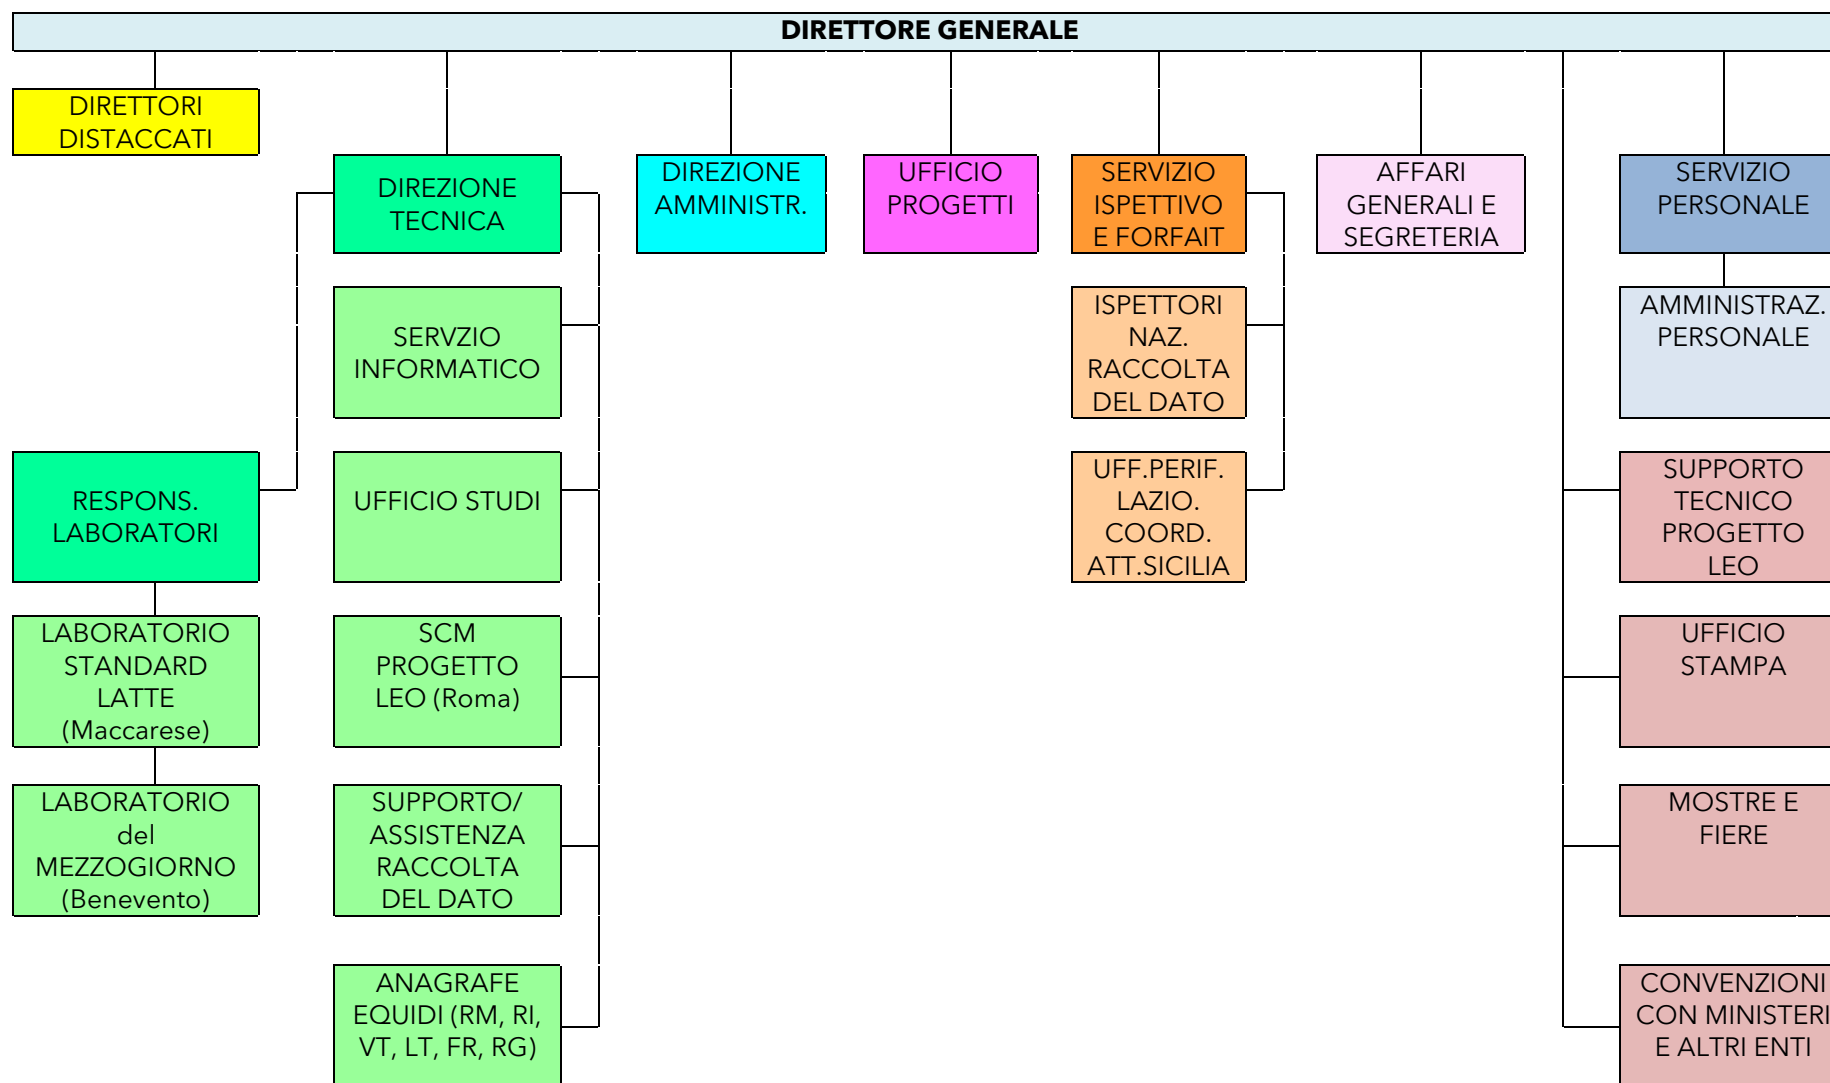 DIRETTORE GENERALE
DIRETTORI
DISTACCATI
DIREZIONE
TECNICA
DIREZIONE
AMMINISTR.
UFFICIO
PROGETTI
SERVIZIO
ISPETTIVO
E FORFAIT
AFFARI
GENERALI E
SEGRETERIA
SERVIZIO
PERSONALE
SERVZIO
INFORMATICO
ISPETTORI
NAZ.
RACCOLTA
DEL DATO
AMMINISTRAZ.
PERSONALE
RESPONS.
LABORATORI
UFFICIO STUDI
UFF.PERIF.
LAZIO.
COORD.
ATT.SICILIA
SUPPORTO
TECNICO
PROGETTO
LEO
LABORATORIO
STANDARD
LATTE
(Maccarese)
SCM
PROGETTO
LEO (Roma)
UFFICIO
STAMPA
LABORATORIO
del
MEZZOGIORNO
(Benevento)
SUPPORTO/
ASSISTENZA
RACCOLTA
DEL DATO
MOSTRE E
FIERE
ANAGRAFE
EQUIDI (RM, RI,
VT, LT, FR, RG)
CONVENZIONI
CON MINISTERI
E ALTRI ENTI